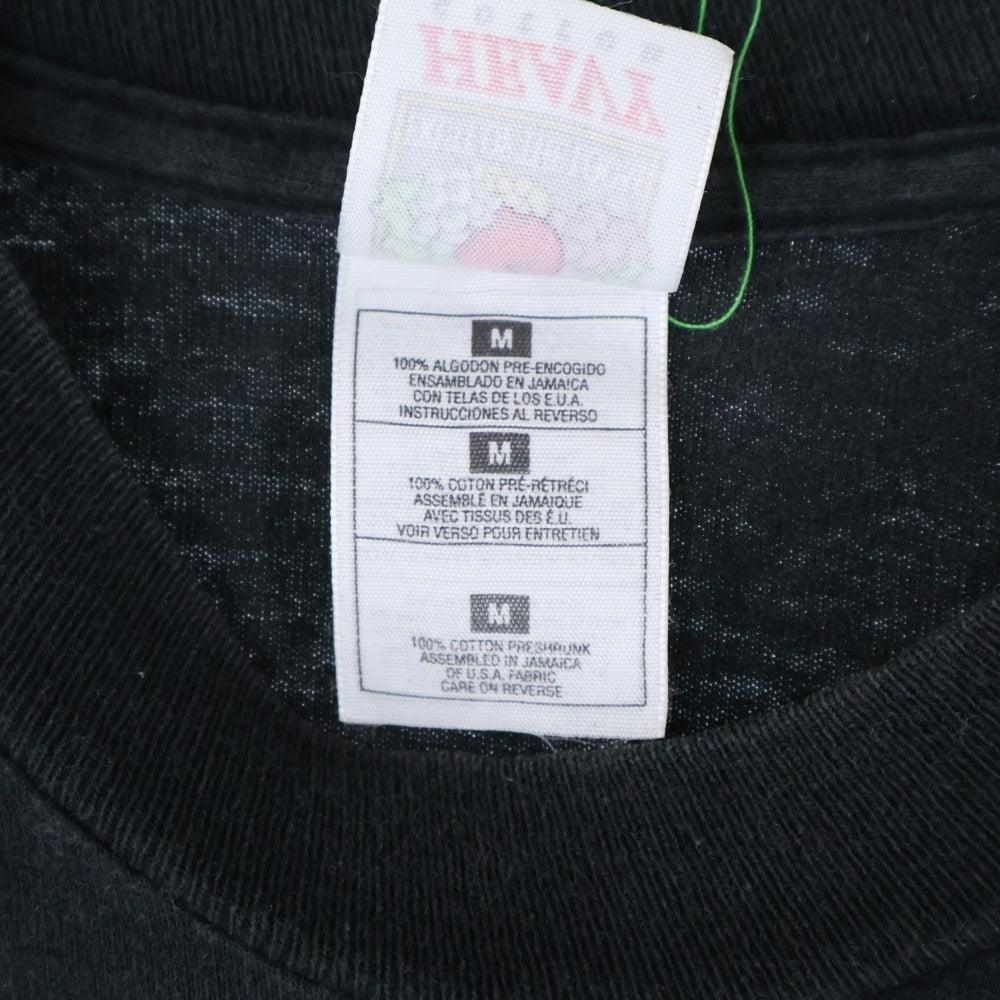 HEAVY
COTTON
M
100% ALGODON PRE-ENCOGIDO
ENSAMBLADO EN JAMAICA
CON TELAS DE LOS E.U.A.
INSTRUCCIONES AL REVERSO
M
100% COTON PRÉ-RÉTRÉCI
ASSEMBLÉ EN JAMAIQUE
AVEC TISSUS DES É.U.
VOIR VERSO POUR ENTRETIEN
M
100% COTTON PRESHRUNK
ASSEMBLED IN JAMAICA
OF U.S.A. FABRIC
CARE ON REVERSE